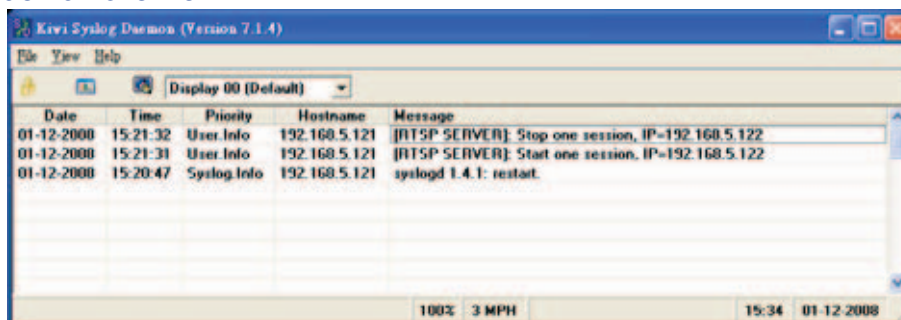 Kiwi Syslog Daemon (Version 7.1.4)
File View Help
Display 00 (Default)
Date Time Priority Hostname Message
01-12-2008 15:21:32 User.Info 192.168.5.121 [RTSP SERVER]: Stop one session, IP=192.168.5.122
01-12-2008 15:21:31 User.Info 192.168.5.121 [RTSP SERVER]: Start one session, IP=192.168.5.122
01-12-2008 15:20:47 Syslog.Info 192.168.5.121 syslogd 1.4.1: restart.
100% 3 MPH 15:34 01-12-2008